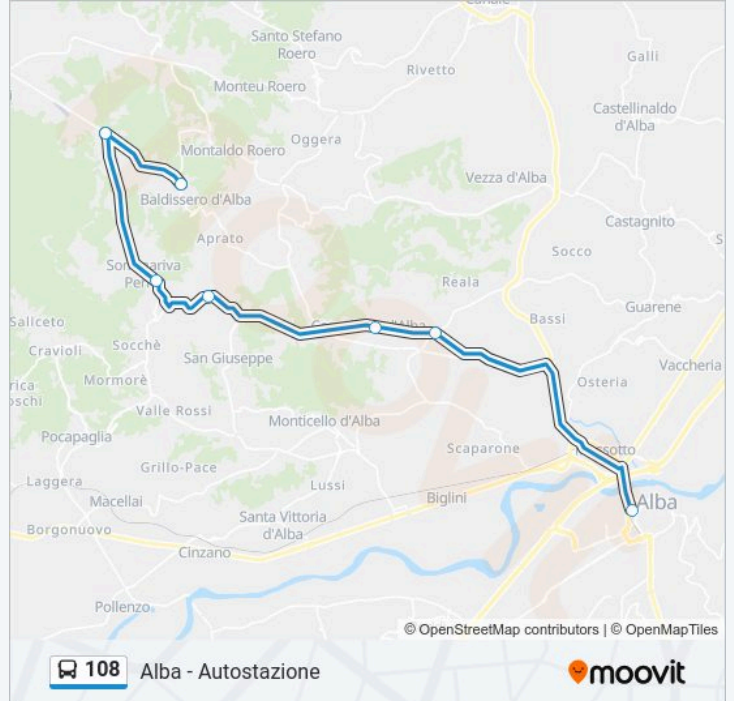 Canale
Santo Stefano
Roero
Rivetto
Galli
Monteu Roero
Castellinaldo
d'Alba
Oggera
Montaldo Roero
Vezza d'Alba
Baldissero d'Alba
Castagnito
Aprato
Socco
Reala
Guarene
Bassi
Saliceto
Socchè
San Giuseppe
Cravioli
Vaccheria
Mormorè
Osteria
Valle Rossi
Monticello d'Alba
Pocapaglia
Scaparone
Grillo-Pace
Laggera
Lussi
Biglini
Alba
Macellai
Santa Vittoria
d'Alba
Borgonuovo
Cinzano
Pollenzo
© OpenStreetMap contributors | © OpenMapTiles
108 Alba - Autostazione
moovit